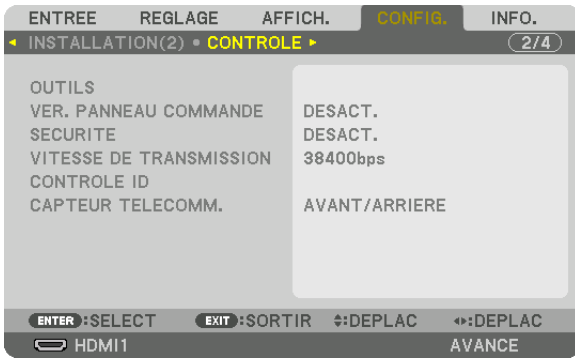 ENTREE REGLAGE AFFICH. CONFIG. INFO.
INSTALLATION(2) • CONTROLE 2/4
OUTILS
VER. PANNEAU COMMANDE DESACT.
SECURITE DESACT.
VITESSE DE TRANSMISSION 38400bps
CONTROLE ID
CAPTEUR TELECOMM. AVANT/ARRIERE
ENTER :SELECT EXIT :SORTIR :DEPLAC :DEPLAC
HDMI1 AVANCE